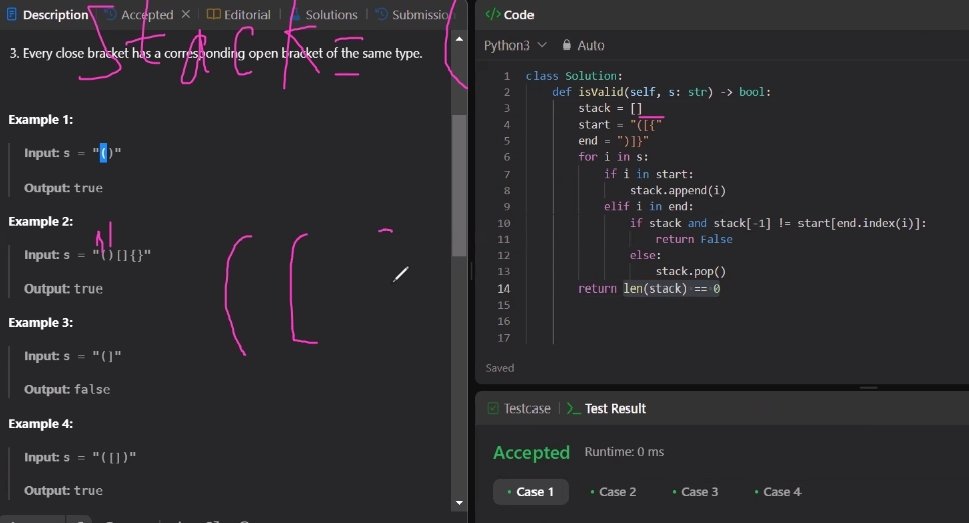 Description
Accepted
Editorial
Solutions
Submission
3. Every close bracket has a corresponding open bracket of the same type.
STACK =
Example 1:
Input: s = "()"
Output: true
Example 2:
Input: s = "()[]{}"
Output: true
Example 3:
Input: s = "(]"
Output: false
Example 4:
Input: s = "([])"
Output: true
( [
</> Code
Python3
Auto
1 class Solution:
2 def isValid(self, s: str) -> bool:
3 stack = []
4 start = "([{"
5 end = ")]}"
6 for i in s:
7 if i in start:
8 stack.append(i)
9 elif i in end:
10 if stack and stack[-1] != start[end.index(i)]:
11 return False
12 else:
13 stack.pop()
14 return len(stack) == 0
15
16
17
Saved
Testcase
Test Result
Accepted Runtime: 0 ms
Case 1 Case 2 Case 3 Case 4